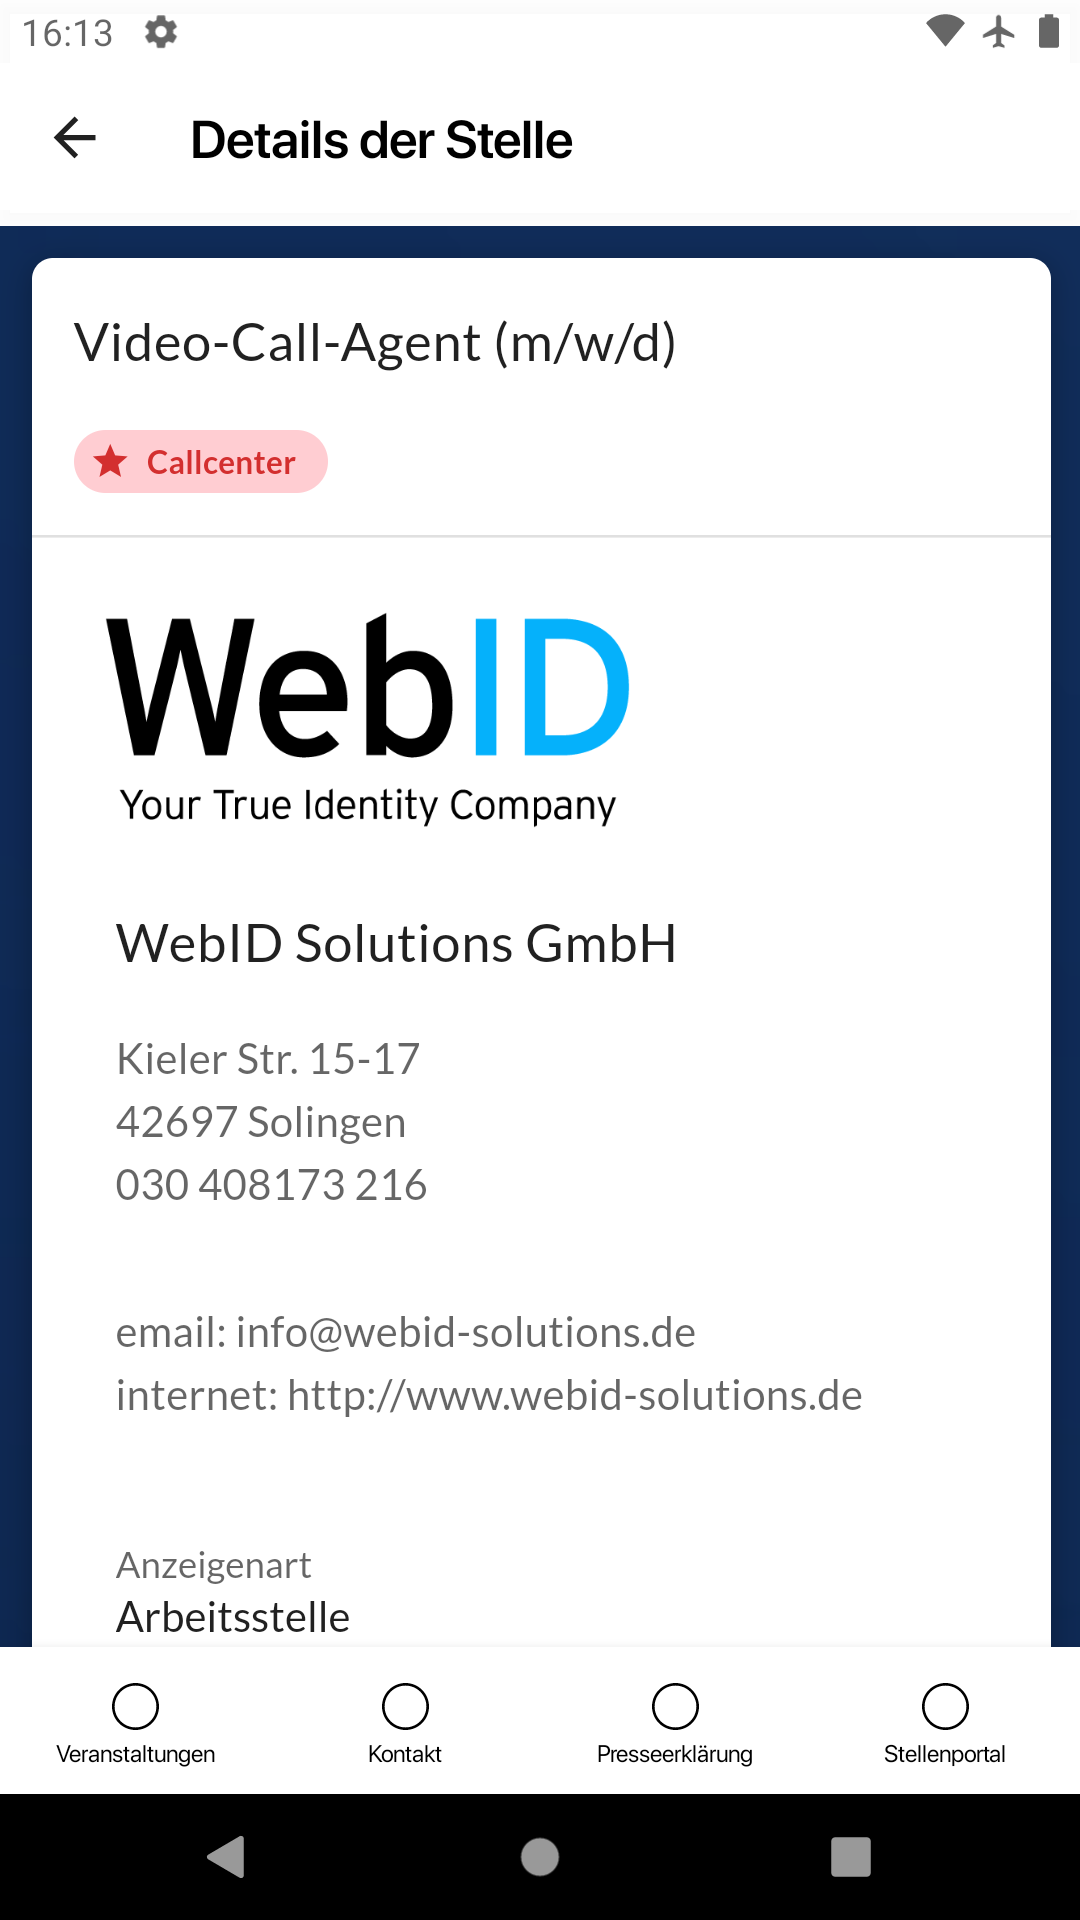 16:13
Details der Stelle
Video-Call-Agent (m/w/d)
Callcenter
WebID
Your True Identity Company
WebID Solutions GmbH
Kieler Str. 15-17
42697 Solingen
030 408173 216
email: info@webid-solutions.de
internet: http://www.webid-solutions.de
Anzeigenart
Arbeitsstelle
Veranstaltungen
Kontakt
Presseerklärung
Stellenportal